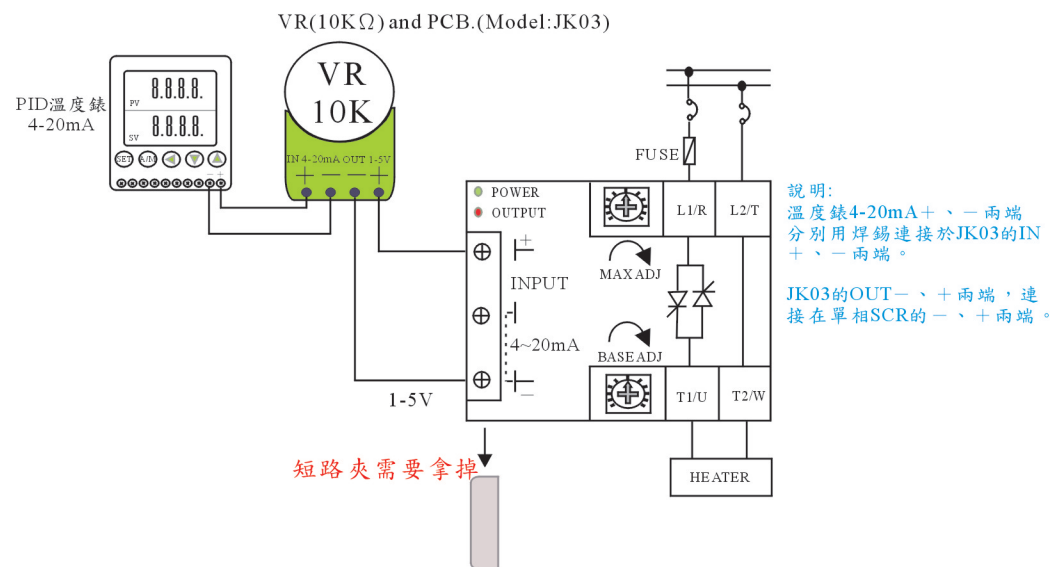 VR(10KΩ) and PCB.(Model:JK03)
PID溫度錶
4-20mA
8.8.8.8.
PV
8.8.8.8.
SV
SET A/M
− +
VR
10K
IN 4-20mA OUT 1-5V
+ − − +
FUSE
POWER
OUTPUT
L1/R L2/T
+
INPUT
4~20mA
−
MAX ADJ
BASE ADJ
T1/U T2/W
1-5V
HEATER
短路夾需要拿掉
說明:
溫度錶4-20mA+、-兩端
分別用焊錫連接於JK03的IN
+、-兩端。
JK03的OUT-、+兩端，連
接在單相SCR的-、+兩端。